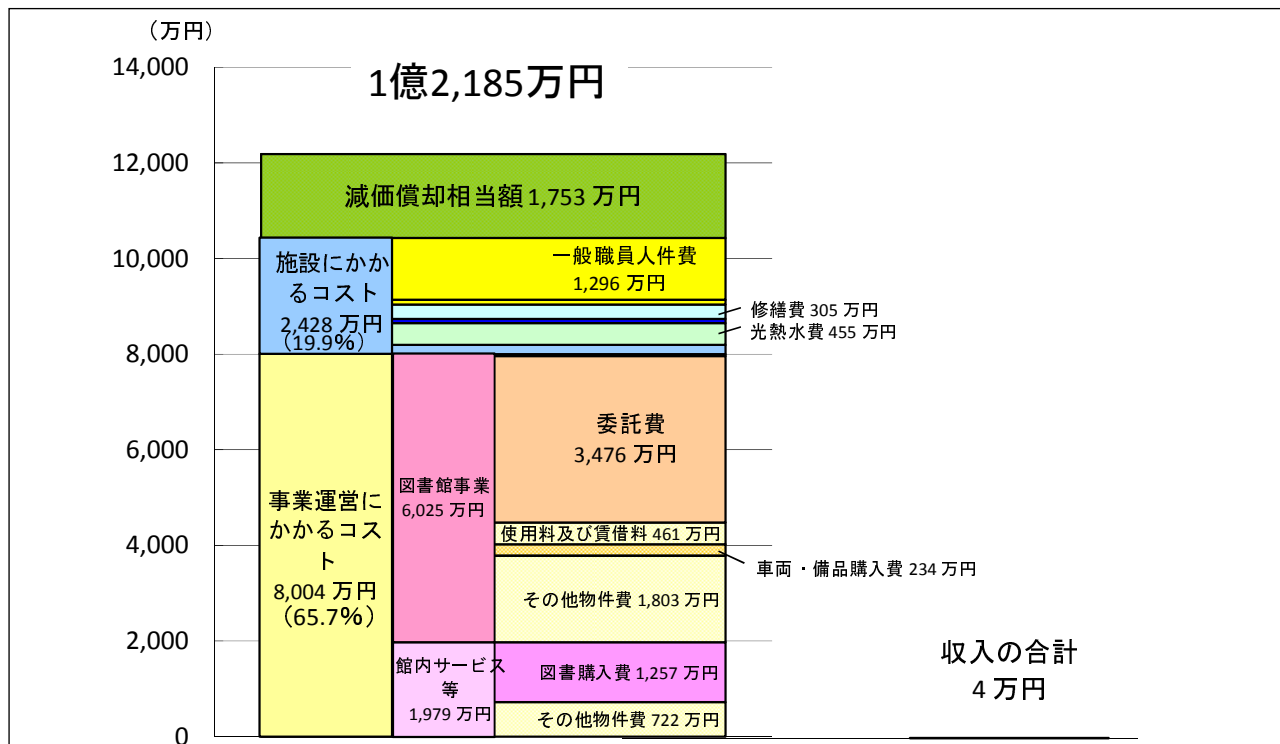 （万円）
14,000
1億2,185万円
12,000
減価償却相当額 1,753 万円
10,000
施設にかか
るコスト
2,428 万円
（19.9%）
一般職員人件費
1,296 万円
修繕費 305 万円
光熱水費 455 万円
8,000
委託費
3,476 万円
6,000
図書館事業
6,025 万円
事業運営に
かかるコス
ト
8,004 万円
（65.7%）
使用料及び賃借料 461 万円
4,000
車両・備品購入費 234 万円
その他物件費 1,803 万円
2,000
館内サービス
等
1,979 万円
図書購入費 1,257 万円
その他物件費 722 万円
収入の合計
4 万円
0